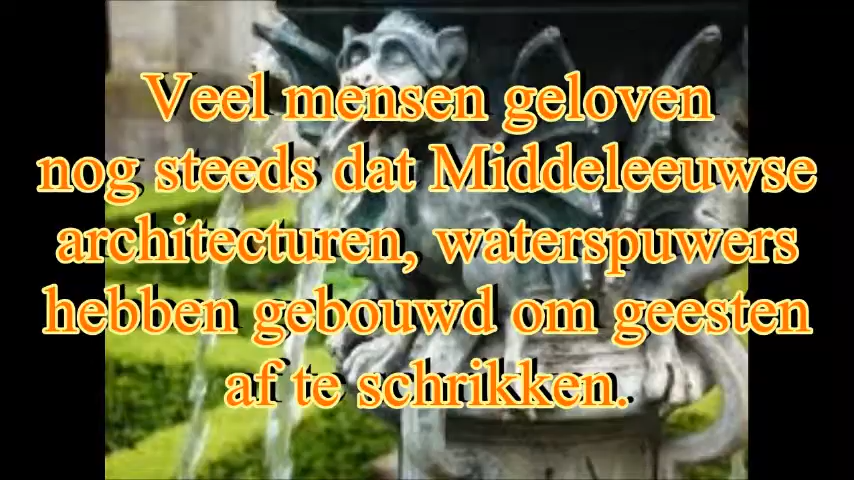 Veel mensen geloven
nog steeds dat Middeleeuwse
architecturen, waterspuwers
hebben gebouwd om geesten
af te schrikken.